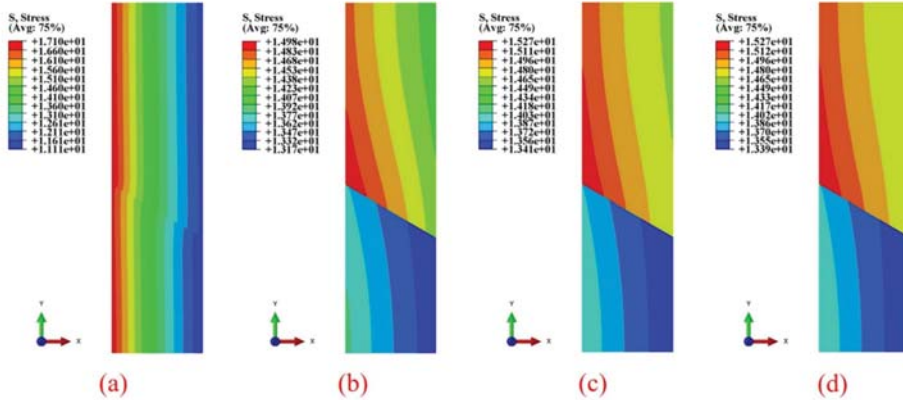 S, Stress
(Avg: 75%)
+1.710e+01
+1.660e+01
+1.610e+01
+1.560e+01
+1.510e+01
+1.460e+01
+1.410e+01
+1.360e+01
+1.310e+01
+1.261e+01
+1.211e+01
+1.161e+01
+1.111e+01
Y
X
(a)
S, Stress
(Avg: 75%)
+1.498e+01
+1.483e+01
+1.468e+01
+1.453e+01
+1.438e+01
+1.423e+01
+1.407e+01
+1.392e+01
+1.377e+01
+1.362e+01
+1.347e+01
+1.332e+01
+1.317e+01
Y
X
(b)
S, Stress
(Avg: 75%)
+1.527e+01
+1.511e+01
+1.496e+01
+1.480e+01
+1.465e+01
+1.449e+01
+1.434e+01
+1.418e+01
+1.403e+01
+1.387e+01
+1.372e+01
+1.356e+01
+1.341e+01
Y
X
(c)
S, Stress
(Avg: 75%)
+1.527e+01
+1.512e+01
+1.496e+01
+1.480e+01
+1.465e+01
+1.449e+01
+1.433e+01
+1.417e+01
+1.402e+01
+1.386e+01
+1.370e+01
+1.355e+01
+1.339e+01
Y
X
(d)